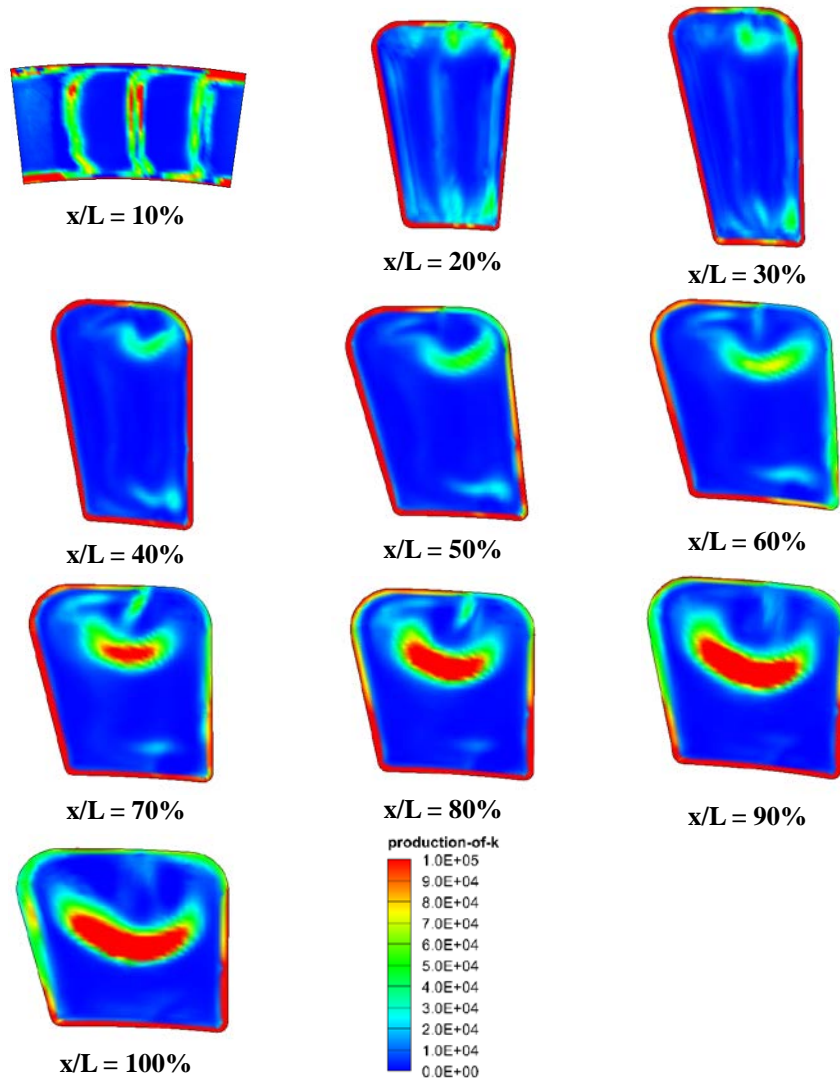 x/L = 10%
x/L = 20%
x/L = 30%
x/L = 40%
x/L = 50%
x/L = 60%
x/L = 70%
x/L = 80%
x/L = 90%
production-of-k
1.0E+05
9.0E+04
8.0E+04
7.0E+04
6.0E+04
5.0E+04
4.0E+04
3.0E+04
2.0E+04
1.0E+04
0.0E+00
x/L = 100%